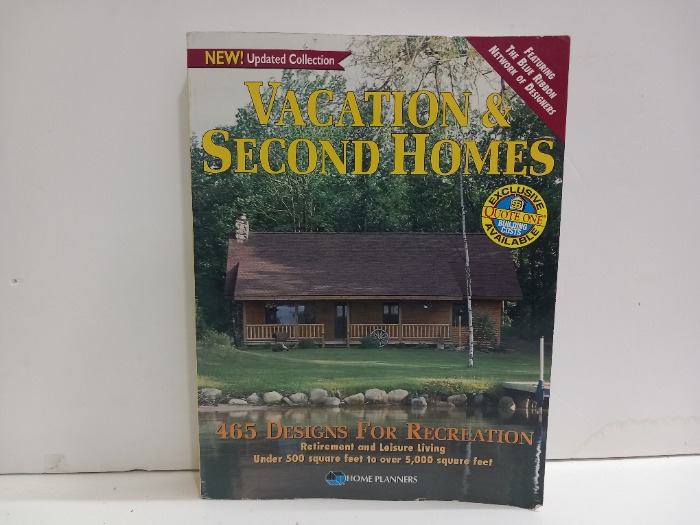 NEW! Updated Collection
FEATURING
THE BLUE RIBBON
NETWORK OF DESIGNERS
VACATION &
SECOND HOMES
EXCLUSIVE
QUOTE ONE
BUILDING
COSTS
AVAILABLE
465 DESIGNS FOR RECREATION
Retirement and Leisure Living
Under 500 square feet to over 5,000 square feet
HOME PLANNERS